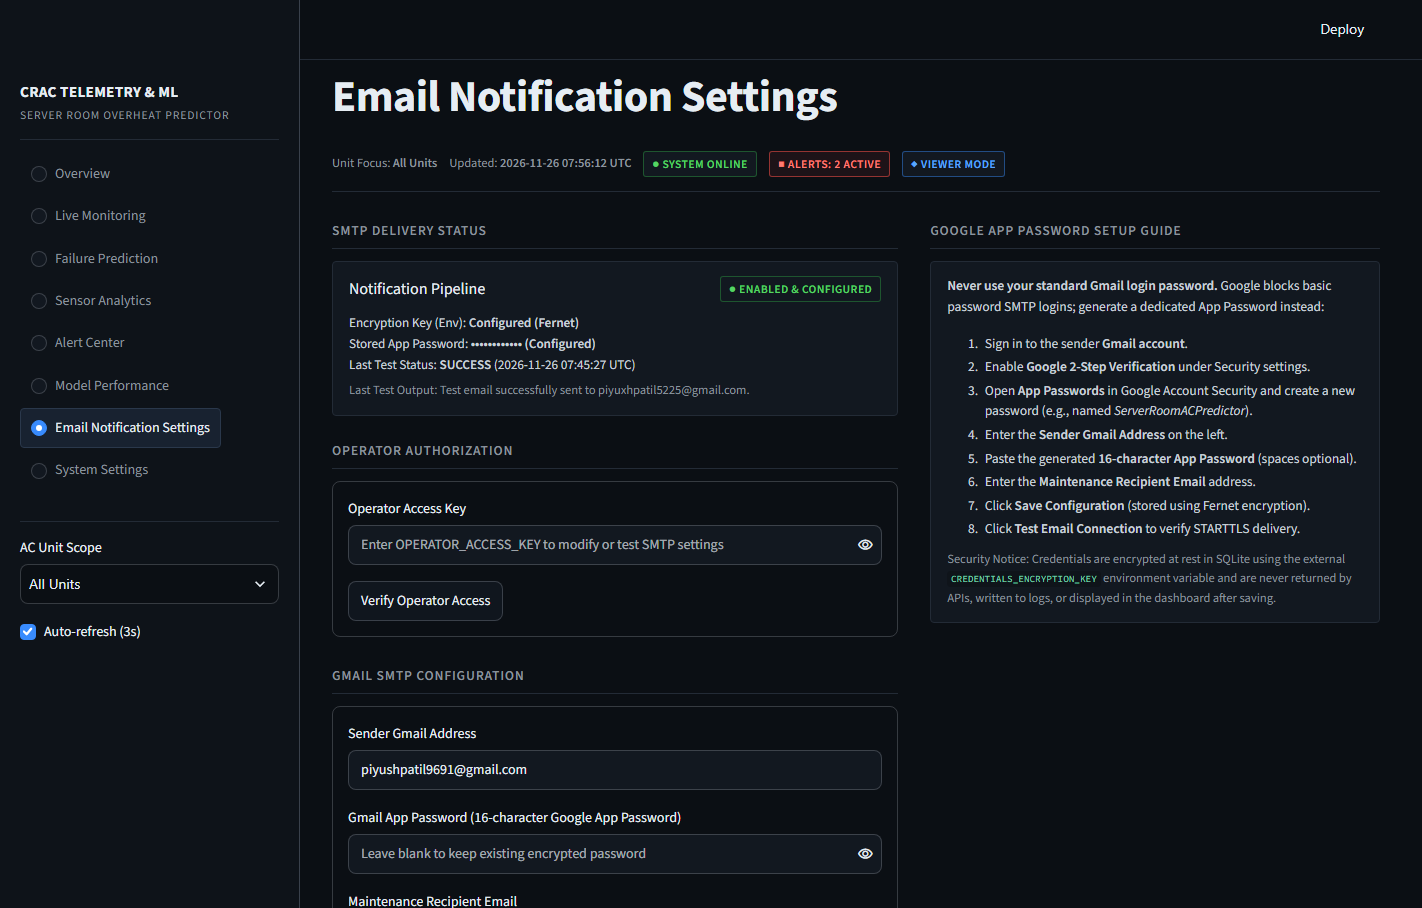 Deploy
CRAC TELEMETRY & ML
SERVER ROOM OVERHEAT PREDICTOR
Overview
Live Monitoring
Failure Prediction
Sensor Analytics
Alert Center
Model Performance
Email Notification Settings
System Settings
AC Unit Scope
All Units
Auto-refresh (3s)
Email Notification Settings
Unit Focus: All Units Updated: 2026-11-26 07:56:12 UTC ● SYSTEM ONLINE ■ ALERTS: 2 ACTIVE ◆ VIEWER MODE
SMTP DELIVERY STATUS
Notification Pipeline ● ENABLED & CONFIGURED
Encryption Key (Env): Configured (Fernet)
Stored App Password: •••••••••••• (Configured)
Last Test Status: SUCCESS (2026-11-26 07:45:27 UTC)
Last Test Output: Test email successfully sent to piyuxhpatil5225@gmail.com.
OPERATOR AUTHORIZATION
Operator Access Key
Enter OPERATOR_ACCESS_KEY to modify or test SMTP settings
Verify Operator Access
GMAIL SMTP CONFIGURATION
Sender Gmail Address
piyushpatil9691@gmail.com
Gmail App Password (16-character Google App Password)
Leave blank to keep existing encrypted password
Maintenance Recipient Email
GOOGLE APP PASSWORD SETUP GUIDE
Never use your standard Gmail login password. Google blocks basic
password SMTP logins; generate a dedicated App Password instead:
1. Sign in to the sender Gmail account.
2. Enable Google 2-Step Verification under Security settings.
3. Open App Passwords in Google Account Security and create a new
password (e.g., named ServerRoomACPredictor).
4. Enter the Sender Gmail Address on the left.
5. Paste the generated 16-character App Password (spaces optional).
6. Enter the Maintenance Recipient Email address.
7. Click Save Configuration (stored using Fernet encryption).
8. Click Test Email Connection to verify STARTTLS delivery.
Security Notice: Credentials are encrypted at rest in SQLite using the external
CREDENTIALS_ENCRYPTION_KEY environment variable and are never returned by
APIs, written to logs, or displayed in the dashboard after saving.